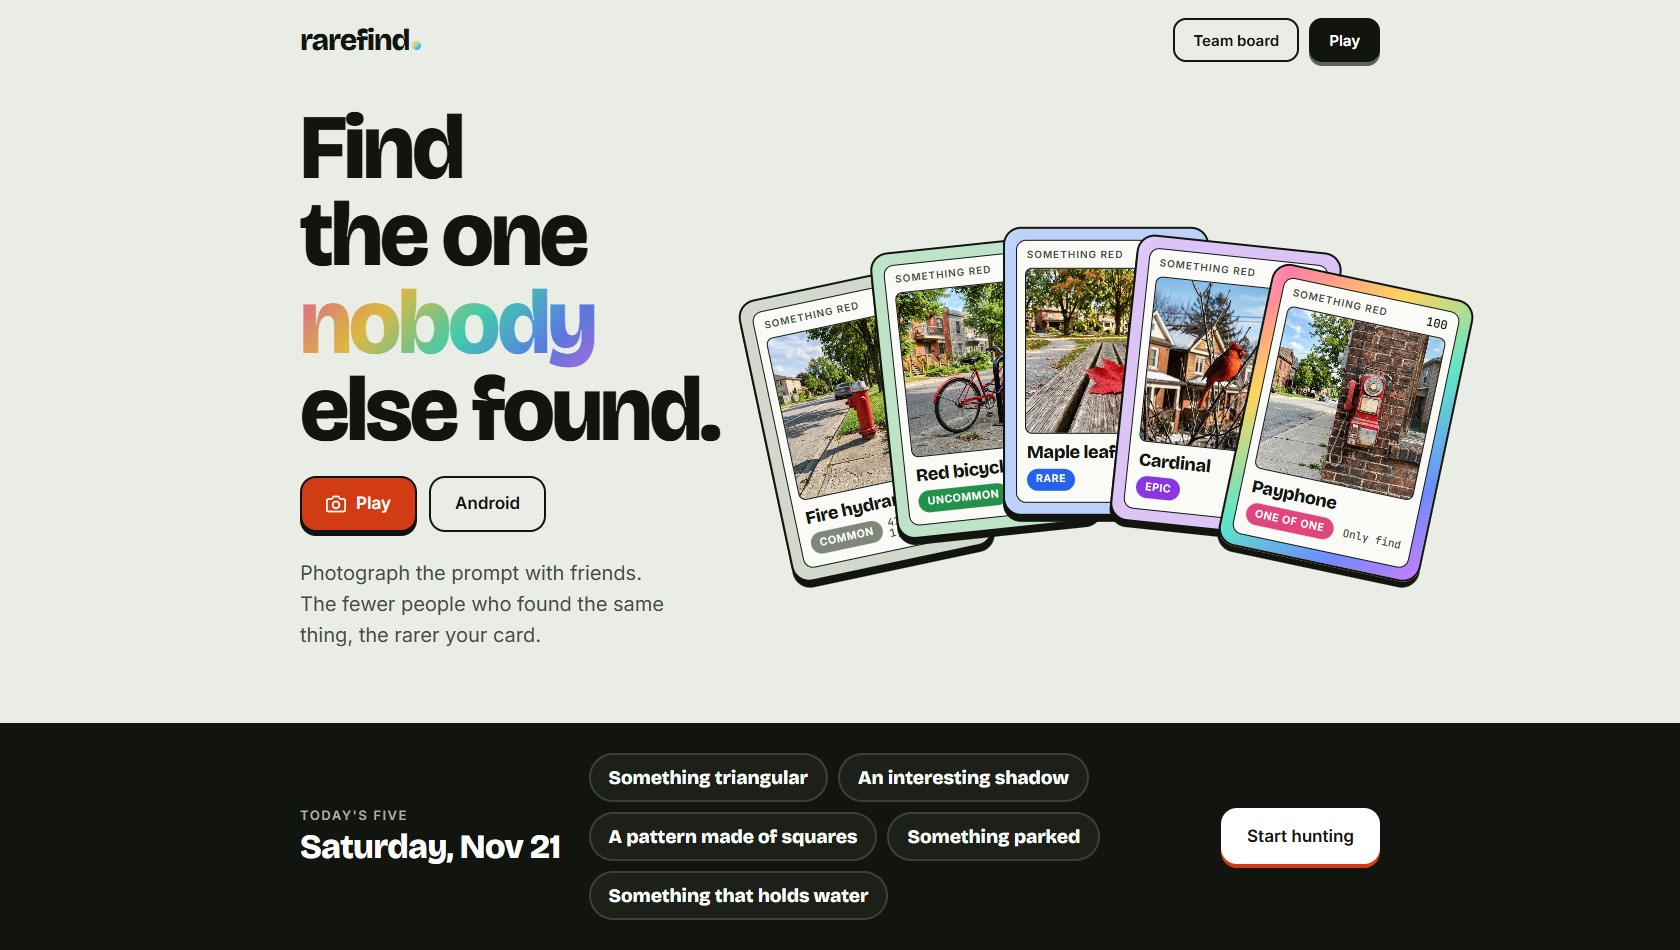 rarefind
Team board
Play
Find
the one
nobody
else found.
Play
Android
Photograph the prompt with friends.
The fewer people who found the same
thing, the rarer your card.
SOMETHING RED
COMMON
SOMETHING RED
UNCOMMON
SOMETHING RED
Maple leaf
RARE
SOMETHING RED
Cardinal
EPIC
SOMETHING RED
100
Payphone
ONE OF ONE
Only find
Fire
Red
TODAY'S FIVE
Saturday, Nov 21
Something triangular
An interesting shadow
A pattern made of squares
Something parked
Something that holds water
Start hunting